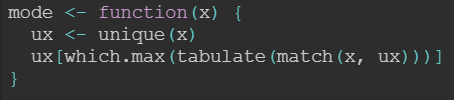 mode <- function(x) {
  ux <- unique(x)
  ux[which.max(tabulate(match(x, ux)))]
}